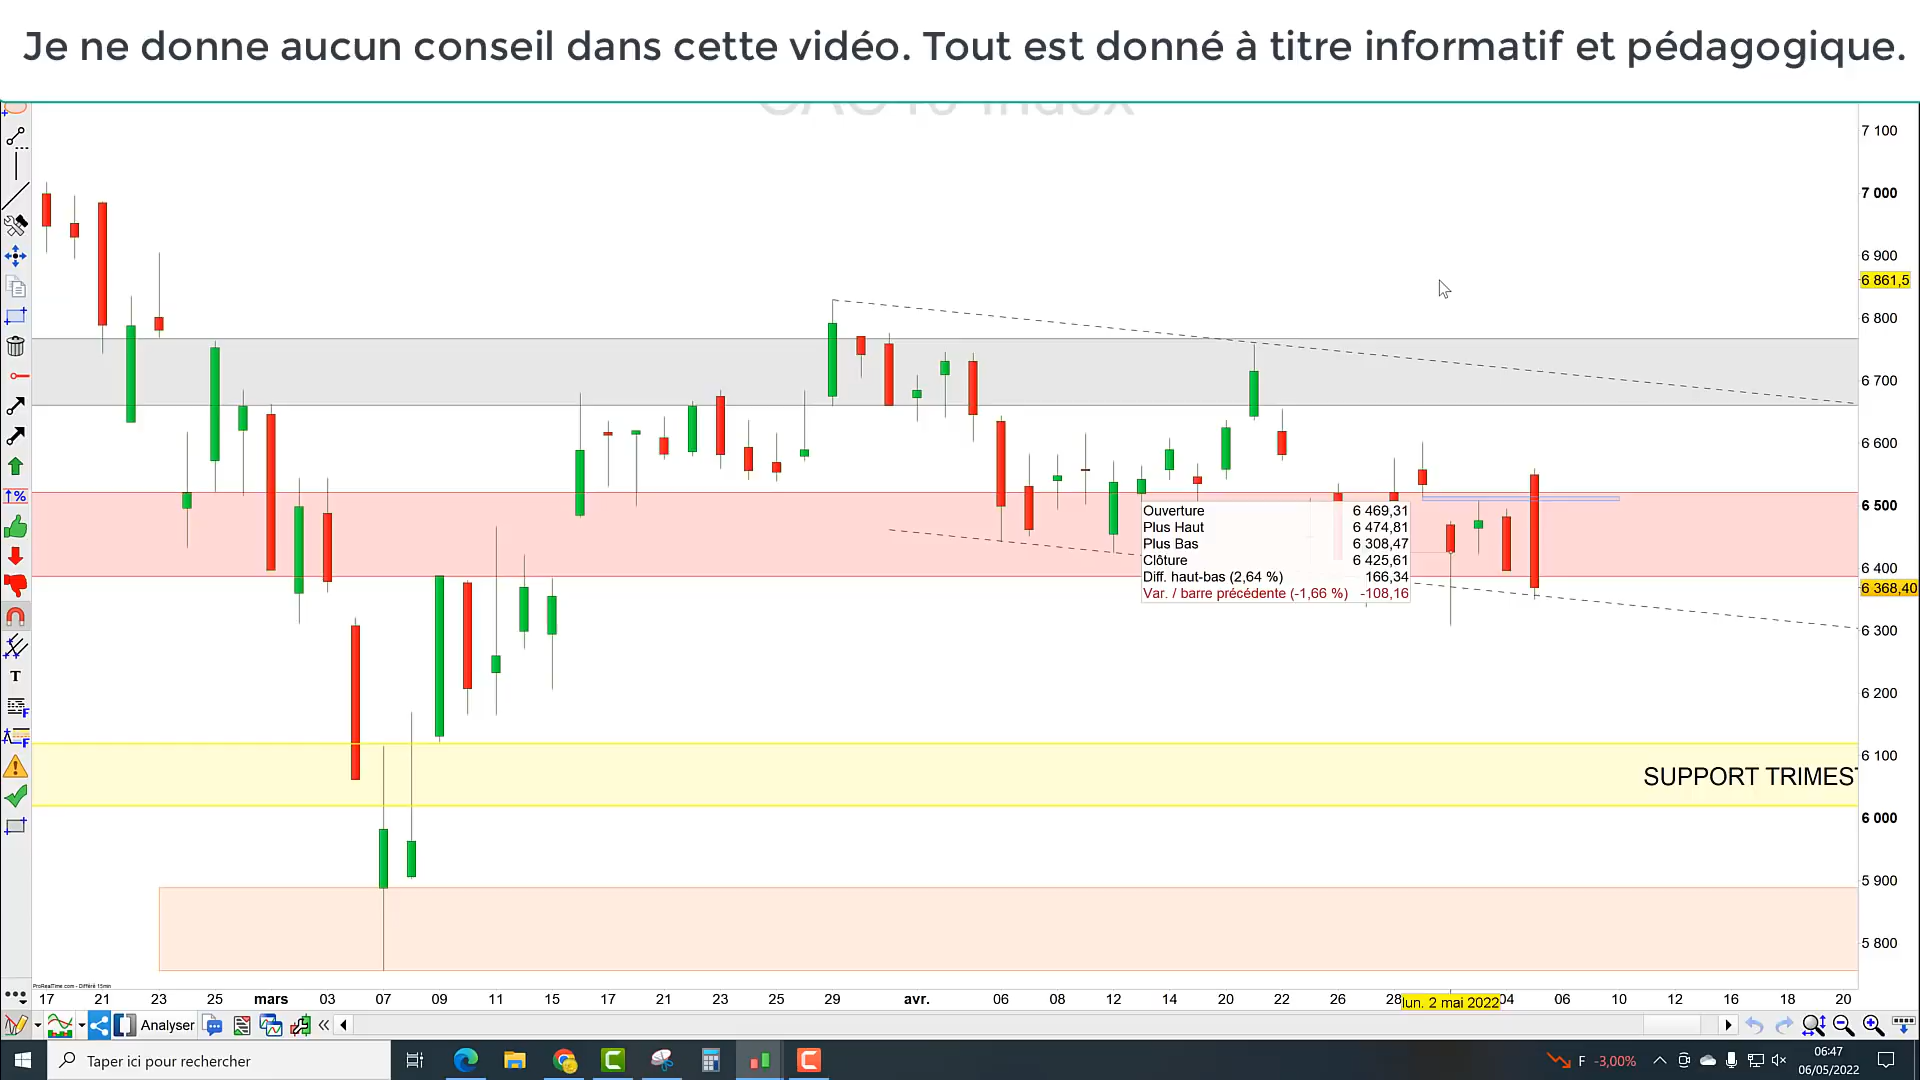 Je ne donne aucun conseil dans cette vidéo. Tout est donné à titre informatif et pédagogique.
7 100
7 000
6 900
6 861,5
6 800
6 700
6 600
6 500
6 400
6 368,40
6 300
6 200
6 100
6 000
5 900
5 800
Ouverture 6 469,31
Plus Haut 6 474,81
Plus Bas 6 308,47
Clôture 6 425,61
Diff. haut-bas (2,64 %) 166,34
Var. / barre précédente (-1,66 %) -108,16
SUPPORT TRIMEST
ProRealTime.com - Différé 15min
17 21 23 25 mars 03 07 09 11 15 17 21 23 25 29 avr. 06 08 12 14 18 20 22 26 28 lun. 2 mai 2022 04 06 10 12 16 18 20
Analyser
Taper ici pour rechercher
F -3,00%
06:47
06/05/2022